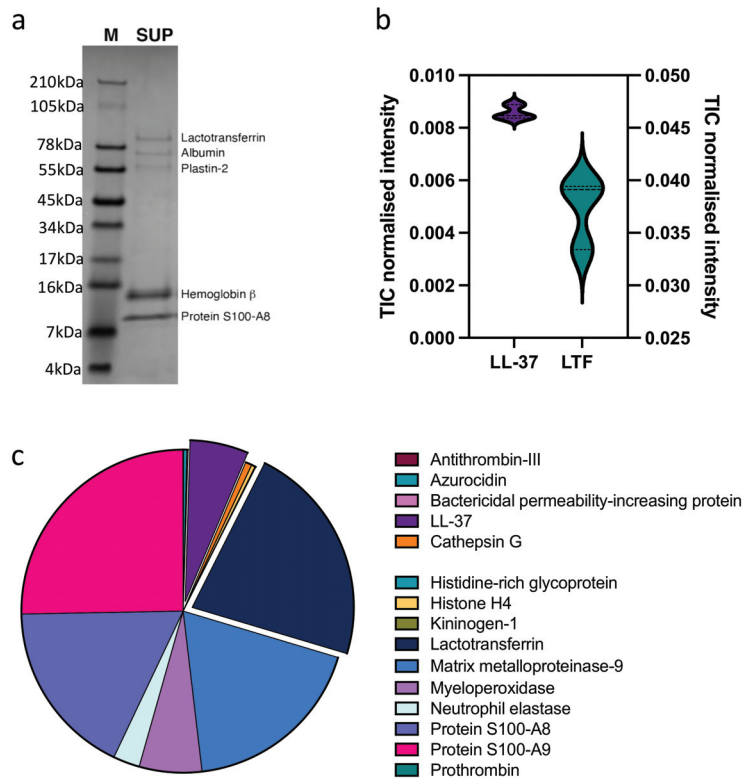 a
M SUP
210kDa
105kDa
78kDa
55kDa
45kDa
34kDa
17kDa
16kDa
7kDa
4kDa
Lactotransferrin
Albumin
Plastin-2
Hemoglobin β
Protein S100-A8
b
TIC normalised intensity
0.010
0.008
0.006
0.004
0.002
0.000
0.050
0.045
0.040
0.035
0.030
0.025
TIC normalised intensity
LL-37 LTF
c
Antithrombin-III
Azurocidin
Bactericidal permeability-increasing protein
LL-37
Cathepsin G
Histidine-rich glycoprotein
Histone H4
Kininogen-1
Lactotransferrin
Matrix metalloproteinase-9
Myeloperoxidase
Neutrophil elastase
Protein S100-A8
Protein S100-A9
Prothrombin